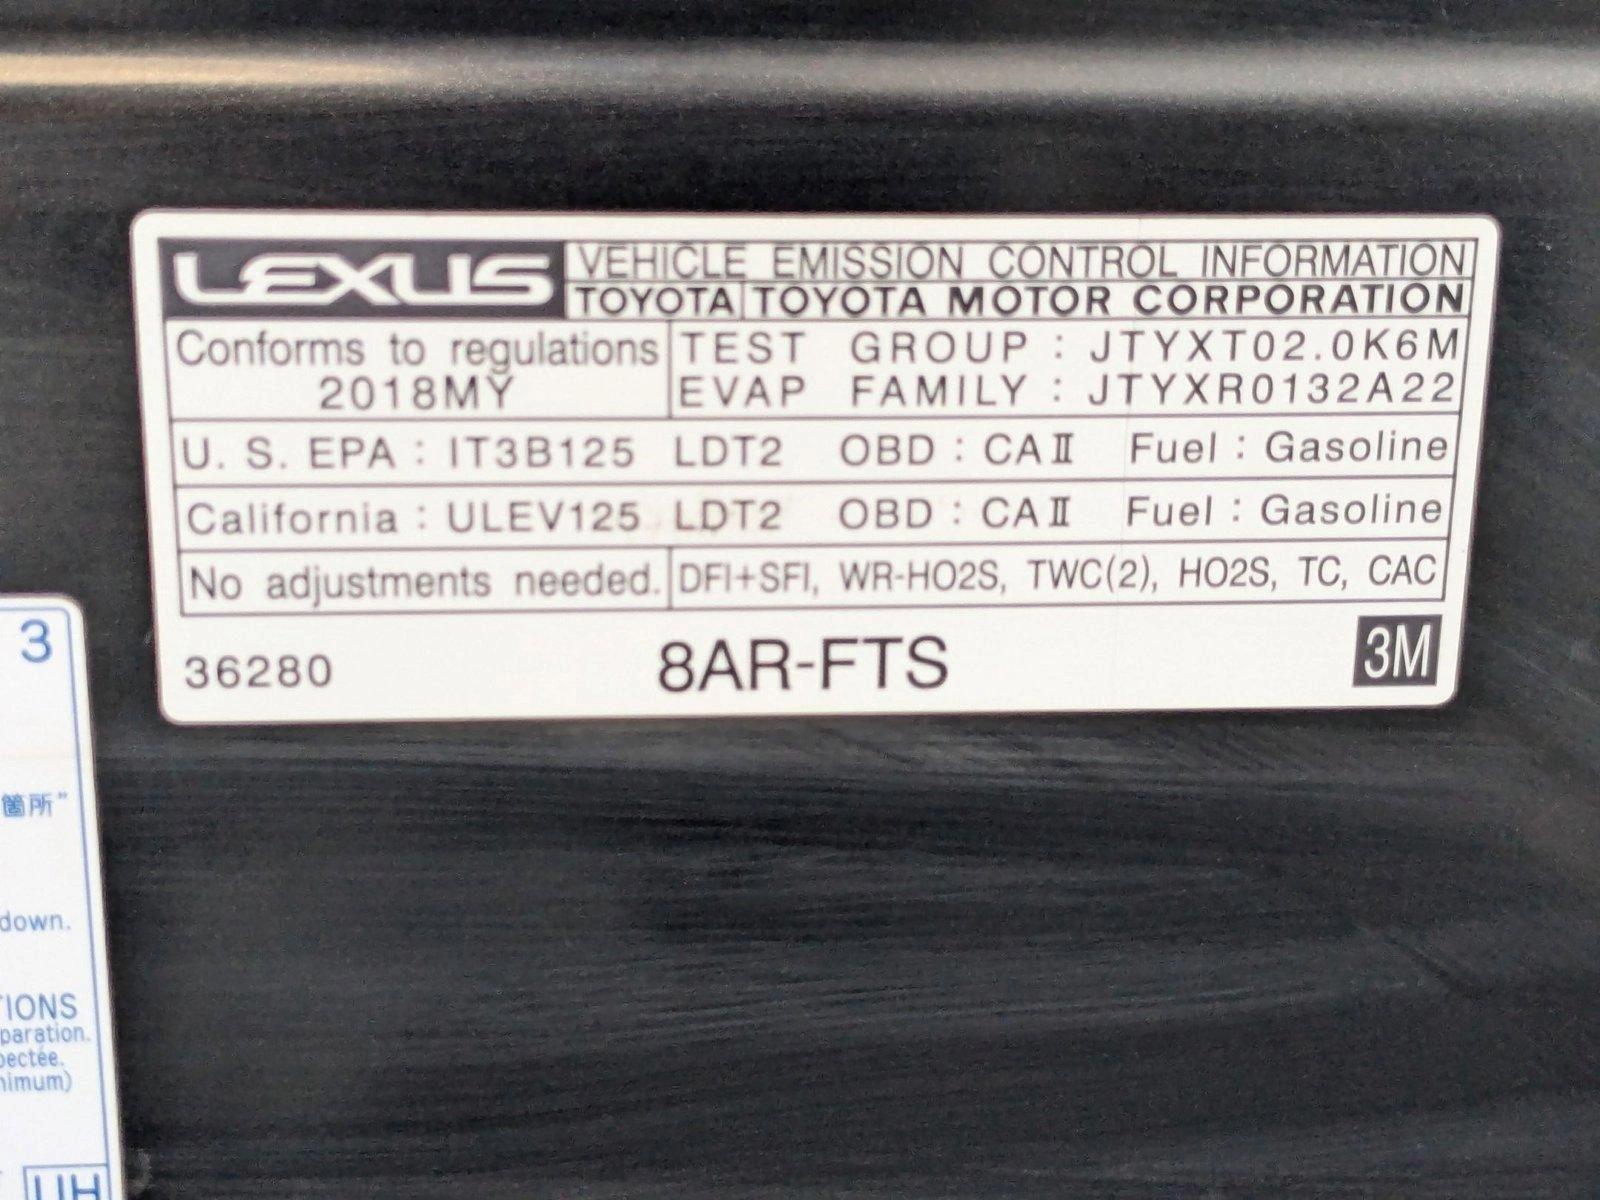 LEXUS
VEHICLE EMISSION CONTROL INFORMATION
TOYOTA TOYOTA MOTOR CORPORATION
Conforms to regulations
2018MY
TEST GROUP : JTYXT02.0K6M
EVAP FAMILY : JTYXR0132A22
U. S. EPA : IT3B125 LDT2 OBD : CAⅡ Fuel : Gasoline
California : ULEV125 LDT2 OBD : CAⅡ Fuel : Gasoline
No adjustments needed. DFI+SFI, WR-HO2S, TWC(2), HO2S, TC, CAC
36280 8AR-FTS 3M
3
箇所"
down.
TIONS
paration.
pectée.
nimum)